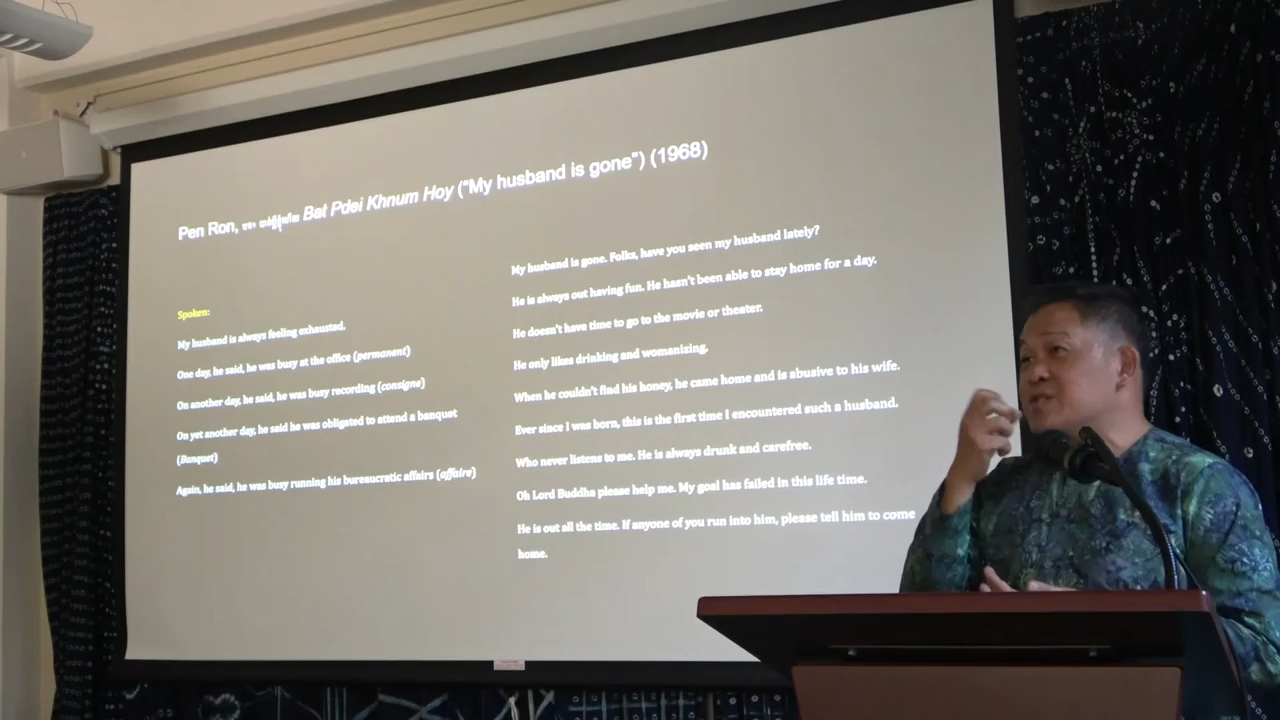 Pen Ron, Bat Pdei Khnum Hoy (“My husband is gone”) (1968)
Spoken:
My husband is always feeling exhausted.
One day, he said, he was busy at the office (permanent)
On another day, he said, he was busy recording (consigne)
On yet another day, he said he was obligated to attend a banquet
(Banquet)
Again, he said, he was busy running his bureaucratic affairs (affaire)
My husband is gone. Folks, have you seen my husband lately?
He is always out having fun. He hasn’t been able to stay home for a day.
He doesn’t have time to go to the movie or theater.
He only likes drinking and womanizing.
When he couldn’t find his honey, he came home and is abusive to his wife.
Ever since I was born, this is the first time I encountered such a husband.
Who never listens to me. He is always drunk and carefree.
Oh Lord Buddha please help me. My goal has failed in this life time.
He is out all the time. If anyone of you run into him, please tell him to come
home.